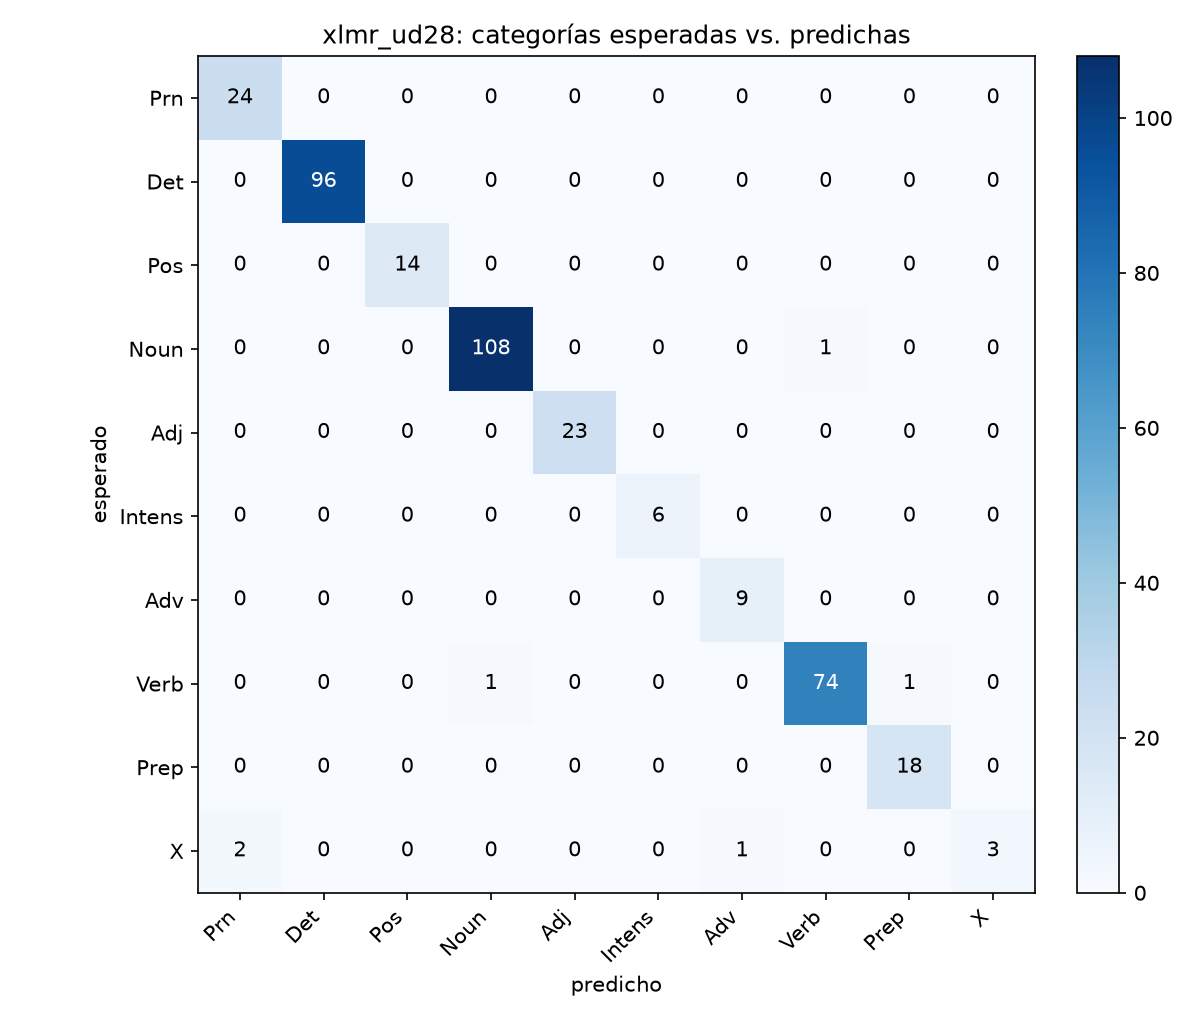 xlmr_ud28: categorías esperadas vs. predichas
Prn 24 0 0 0 0 0 0 0 0 0
Det 0 96 0 0 0 0 0 0 0 0
Pos 0 0 14 0 0 0 0 0 0 0
Noun 0 0 0 108 0 0 0 1 0 0
Adj 0 0 0 0 23 0 0 0 0 0
Intens 0 0 0 0 0 6 0 0 0 0
Adv 0 0 0 0 0 0 9 0 0 0
Verb 0 0 0 1 0 0 0 74 1 0
Prep 0 0 0 0 0 0 0 0 18 0
X 2 0 0 0 0 0 1 0 0 3
Prn Det Pos Noun Adj Intens Adv Verb Prep X
predicho
esperado
100
80
60
40
20
0